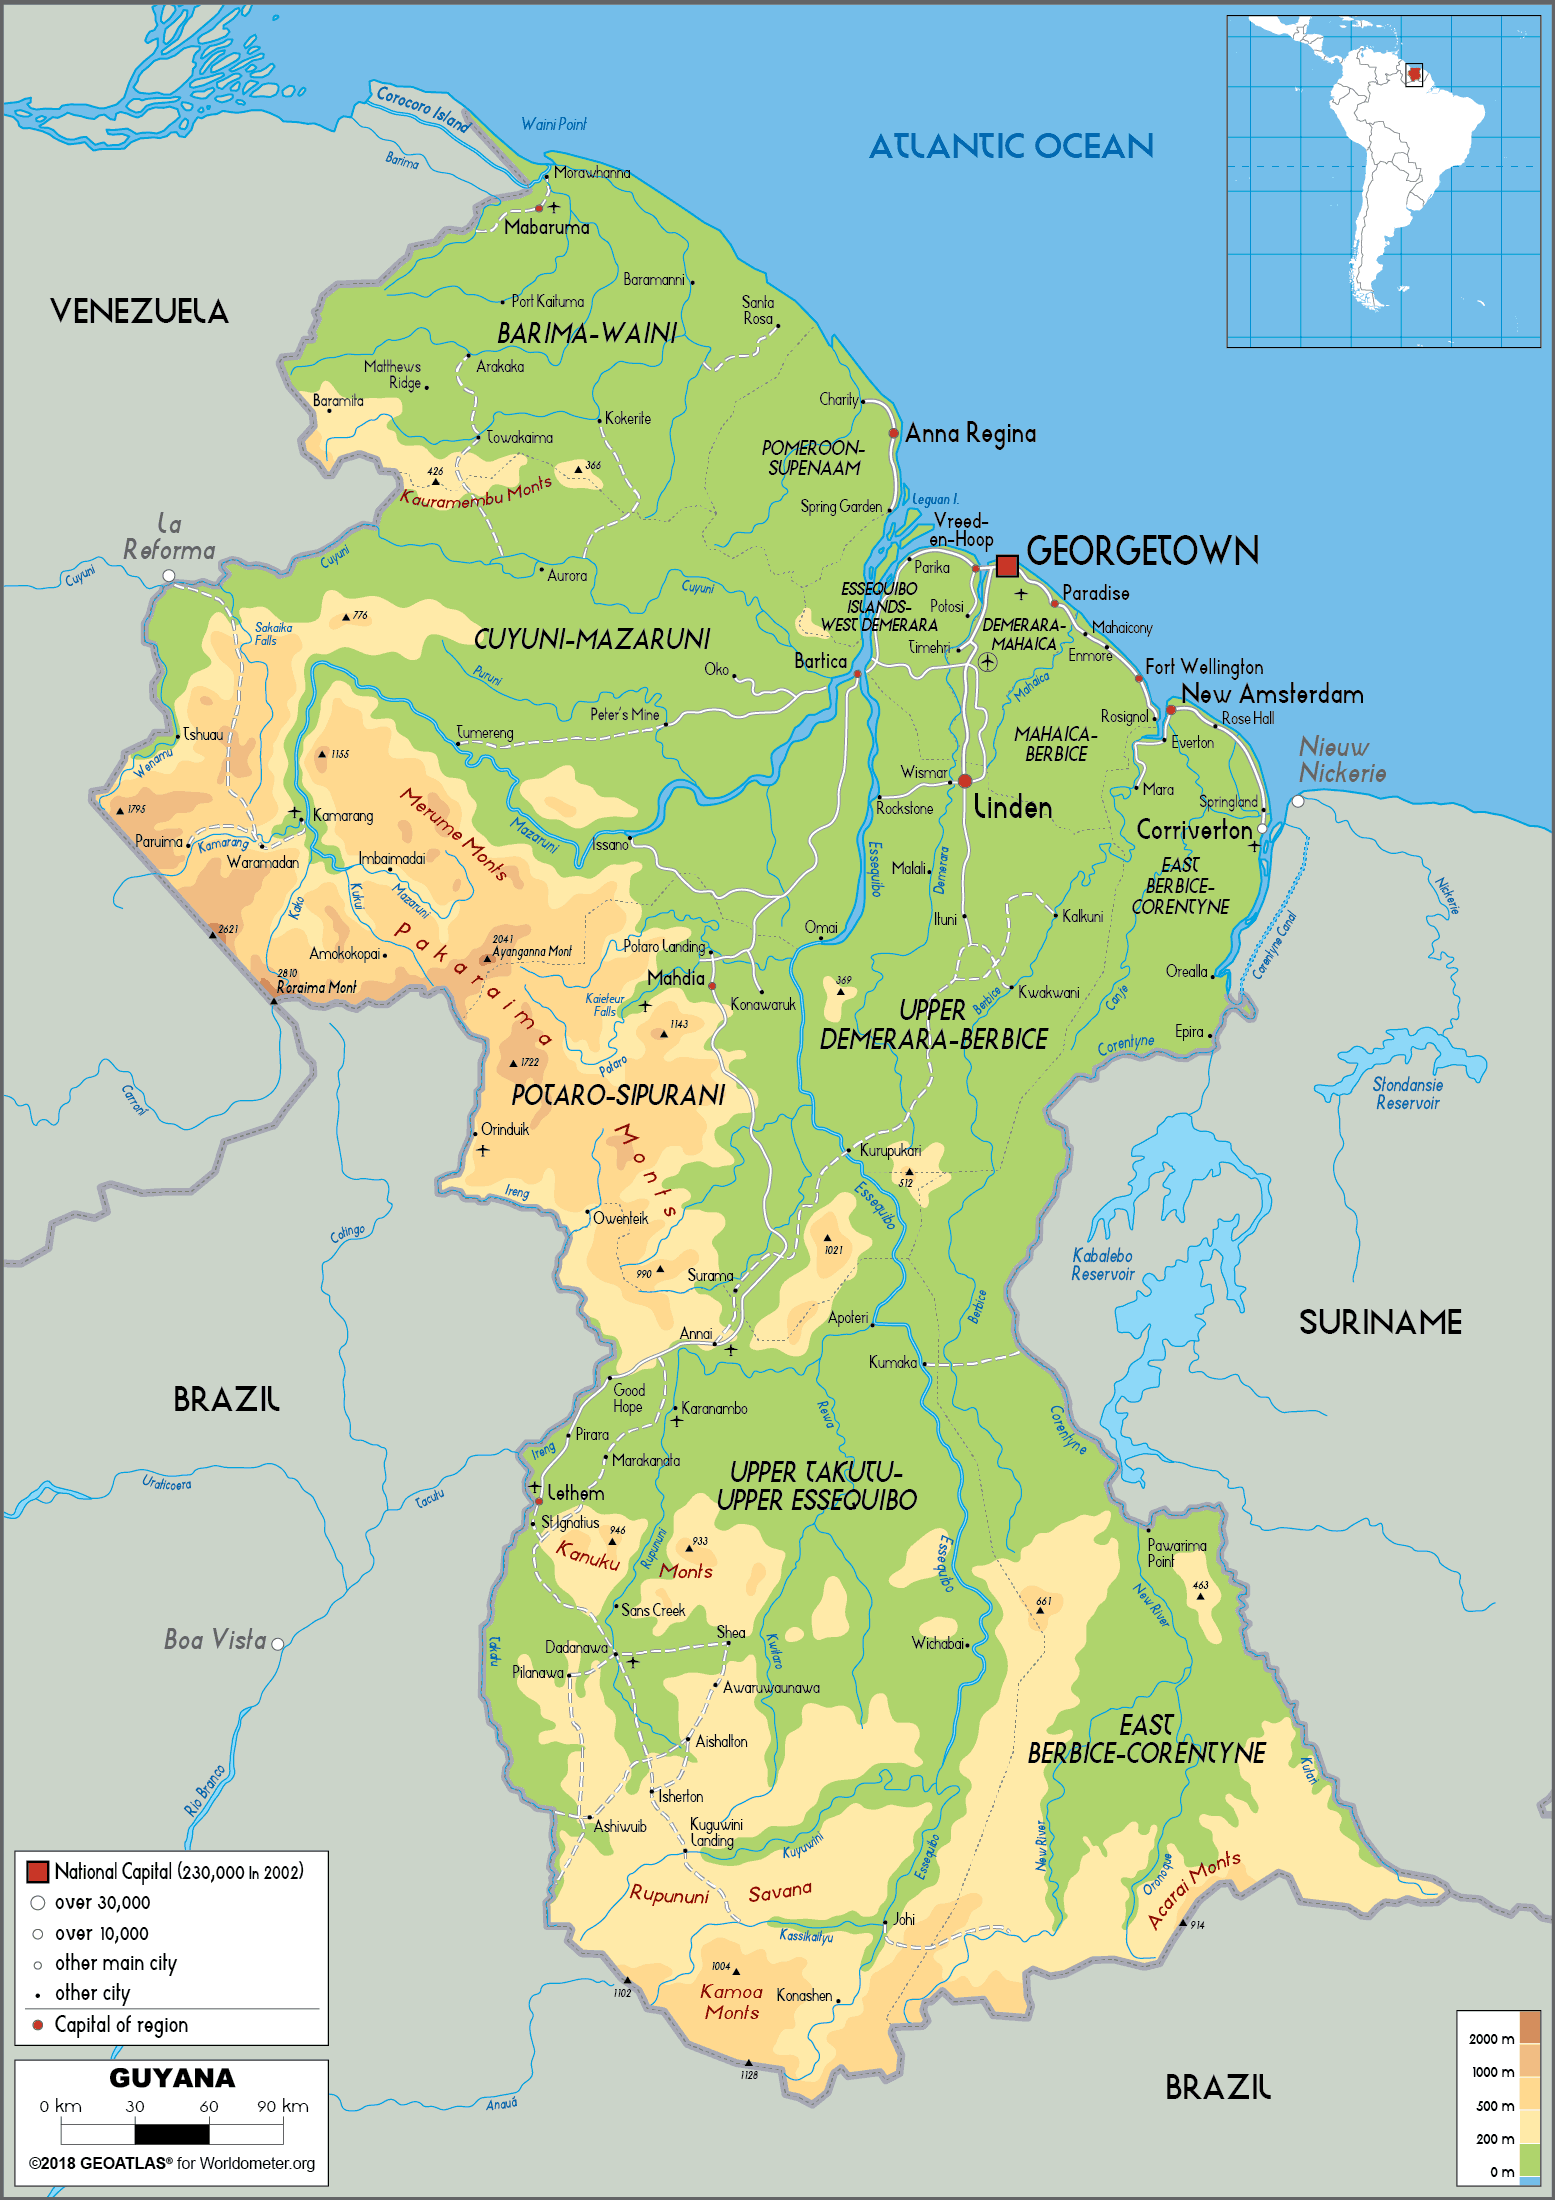 Corocoro Island
Waini Point
ATLANTIC OCEAN
Barima
Morawhanna
Mabaruma
VENEZUELA
Baramanni
Port Kaituma
Santa
Rosa
BARIMA-WAINI
Matthews
Ridge
Arakaka
Baramita
Charity
Kokerite
Towakaima
Anna Regina
POMEROON-
SUPENAAM
426
366
Kauramembu Monts
Spring Garden
Leguan I.
La
Reforma
Vreed-
en-Hoop
GEORGETOWN
Cuyuni
Cuyuni
Aurora
Cuyuni
Parika
ESSEQUIBO
ISLANDS-
WEST DEMERARA
Potosi
Paradise
776
Sakaika
Falls
CUYUNI-MAZARUNI
DEMERARA-
MAHAICA
Mahaicony
Timehri
Enmore
Bartica
Oko
Puruni
Fort Wellington
Mahaica
New Amsterdam
Peter's Mine
Rosignol
Rose Hall
Tshuau
Tumereng
MAHAICA-
BERBICE
Everton
Nieuw
Nickerie
Wenamu
1155
Wismar
Mara
1795
Merume Monts
Rockstone
Linden
Springland
Kamarang
Corriverton
Paruima
Kamarang
Waramadan
Mazaruni
Issano
Imbaimadai
Essequibo
Malali
Demerara
EAST
BERBICE-
CORENTYNE
Kako
Kukui
Mazaruni
Nickerie
2621
Pakaraima
Ituni
Kalkuni
Omai
Corentyne Canal
2041
Ayanganna Mont
Amokokopai
Potaro Landing
Mahdia
2810
Roraima Mont
Kaieteur
Falls
Konawaruk
369
Orealla
Kwakwani
Berbice
Canje
UPPER
DEMERARA-BERBICE
1143
Epira
Corentyne
1722
Potaro
Carroni
POTARO-SIPURANI
Stondansie
Reservoir
Orinduik
Monts
Kurupukari
512
Ireng
Owenteik
Essequibo
Cotingo
1021
Kabalebo
Reservoir
990
Surama
Berbice
Apoteri
SURINAME
Annai
Kumaka
BRAZIL
Good
Hope
Karanambo
Rewa
Corentyne
Pirara
Ireng
Marakanata
Uraticoera
Tacutu
Lethem
UPPER TAKUTU-
UPPER ESSEQUIBO
St Ignatius
946
933
Kanuku
Monts
Rupununi
Essequibo
Pawarima
Point
463
661
New River
Sans Creek
Boa Vista
Takutu
Dadanawa
Shea
Kwitaro
Wichabai
Pilanawa
Awaruwaunawa
EAST
BERBICE-CORENTYNE
Aishalton
Kutari
Rio Branco
Isherton
Ashiwuib
Kuguwini
Landing
Kuyuwini
Essequibo
New River
Oronoque
Acarai Monts
Rupununi Savana
Johi
914
Kassikaityu
1004
Kamoa
Monts
Konashen
1102
1128
Anauá
BRAZIL
National Capital (230,000 In 2002)
over 30,000
over 10,000
other main city
other city
Capital of region
GUYANA
0 km 30 60 90 km
©2018 GEOATLAS® for Worldometer.org
2000 m
1000 m
500 m
200 m
0 m